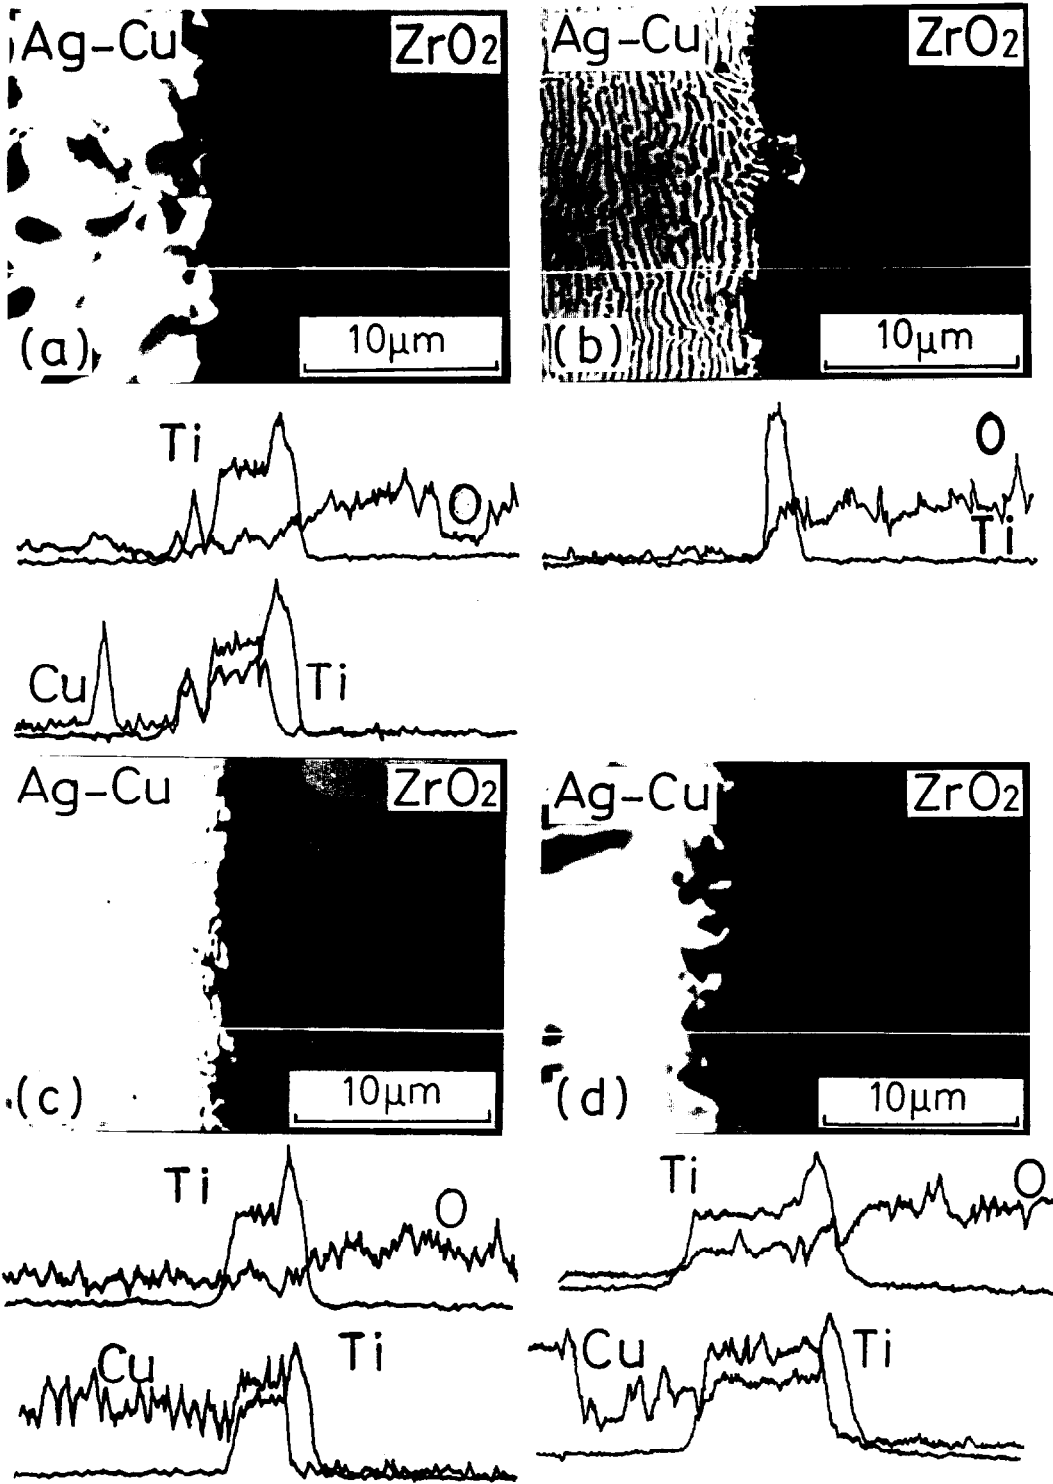 Ag-Cu ZrO2
(a) 10μm
Ag-Cu ZrO2
(b) 10μm
Ti
O
Cu Ti
O
Ti
Ag-Cu ZrO2
(c) 10μm
Ag-Cu ZrO2
(d) 10μm
Ti O
Cu Ti
Ti O
Cu Ti